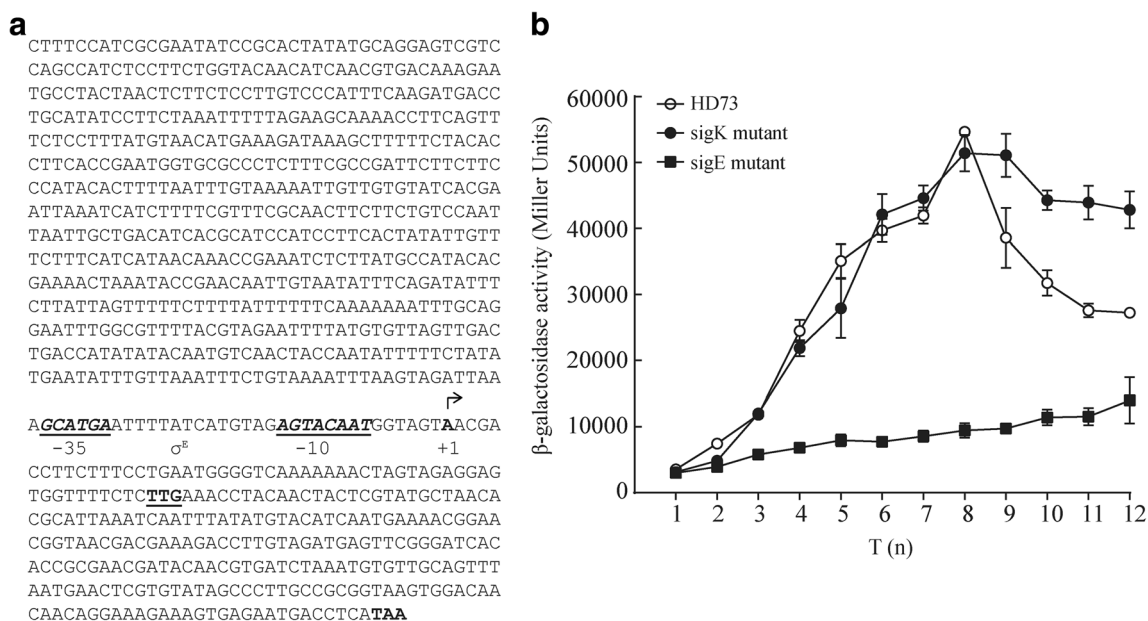 a
CTTTCCATCGCGAATATCCGCACTATATGCAGGAGTCGTC
CAGCCATCTCCTTCTGGTACAACATCAACGTGACAAAGAA
TGCCTACTAACTCTTCTCCTTGTCCCATTTCAAGATGACC
TGCATATCCTTCTAAATTTTTAGAAGCAAAACCTTCAGTT
TCTCCTTTATGTAACATGAAAGATAAAGCTTTTTCTACAC
CTTCACCGAATGGTGCGCCCTCTTTCGCCGATTCTTCTTC
CCATACACTTTTAATTTGTAAAAATTGTTGTGTATCACGA
ATTAAATCATCTTTTCGTTTCGCAACTTCTTCTGTCCAAT
TAATTGCTGACATCACGCATCCATCCTTCACTATATTGTT
TCTTTCATCATAACAAACCGAAATCTCTTATGCCATACAC
GAAAACTAAATACCGAACAATTGTAATATTTCAGATATTT
CTTATTAGTTTTTCTTTTATTTTTTCAAAAAAATTTGCAG
GAATTTGGCGTTTTACGTAGAATTTTATGTGTTAGTTGAC
TGACCATATATACAATGTCAACTACCAATATTTTTCTATA
TGAATATTTGTTAAATTTCTGTAAAATTTAAGTAGATTAA
AGCATGAATTTTATCATGTAGAGTACAATGGTAGTAACGA
−35 σE −10 +1
CCTTCTTTCCTGAATGGGGTCAAAAAAACTAGTAGAGGAG
TGGTTTTCTCTTGAAACCTACAACTACTCGTATGCTAACA
CGCATTAAATCAATTTATATGTACATCAATGAAAACGGAA
CGGTAACGACGAAAGACCTTGTAGATGAGTTCGGGATCAC
ACCGCGAACGATACAACGTGATCTAAATGTGTTGCAGTTT
AATGAACTCGTGTATAGCCCTTGCCGCGGTAAGTGGACAA
CAACAGGAAAGAAAGTGAGAATGACCTCATAA
b
β-galactosidase activity (Miller Units)
60000
50000
40000
30000
20000
10000
0
HD73
sigK mutant
sigE mutant
1 2 3 4 5 6 7 8 9 10 11 12
T (n)